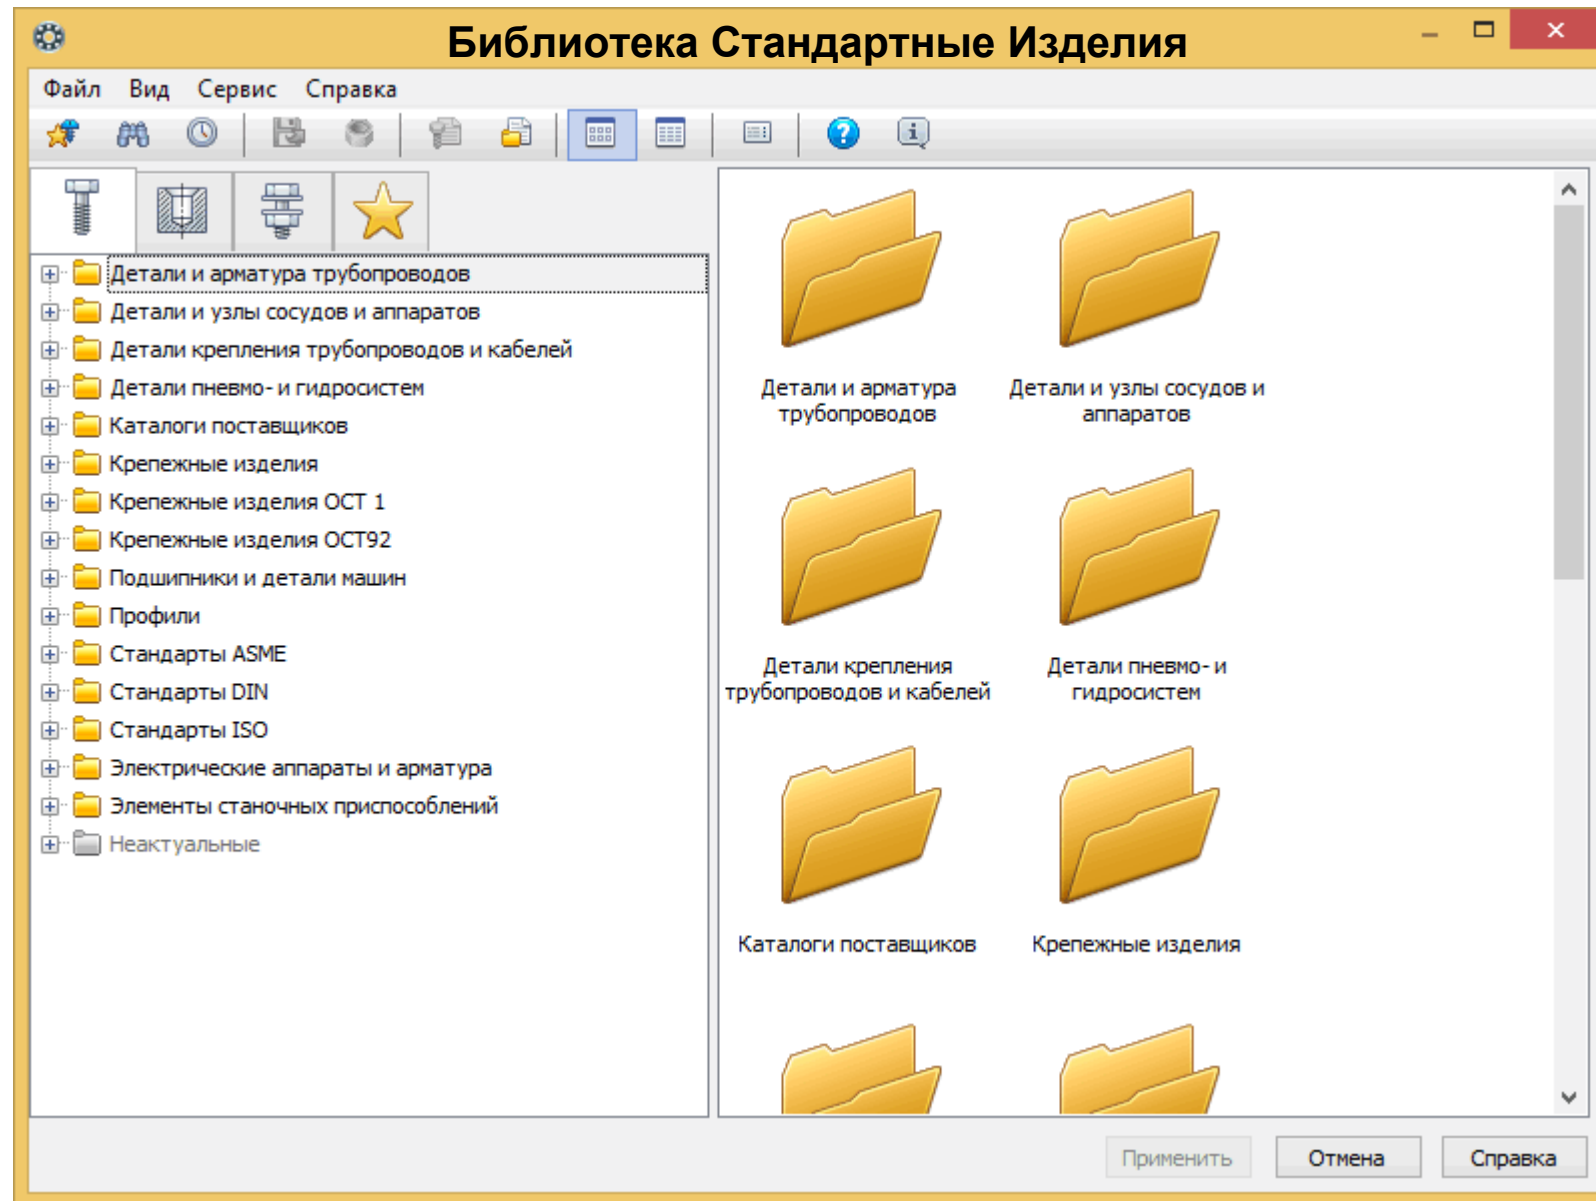 Библиотека Стандартные Изделия
Файл Вид Сервис Справка
Детали и арматура трубопроводов
Детали и узлы сосудов и аппаратов
Детали крепления трубопроводов и кабелей
Детали пневмо- и гидросистем
Каталоги поставщиков
Крепежные изделия
Крепежные изделия ОСТ 1
Крепежные изделия ОСТ92
Подшипники и детали машин
Профили
Стандарты ASME
Стандарты DIN
Стандарты ISO
Электрические аппараты и арматура
Элементы станочных приспособлений
Неактуальные
Детали и арматура
трубопроводов
Детали и узлы сосудов и
аппаратов
Детали крепления
трубопроводов и кабелей
Детали пневмо- и
гидросистем
Каталоги поставщиков
Крепежные изделия
Применить
Отмена
Справка